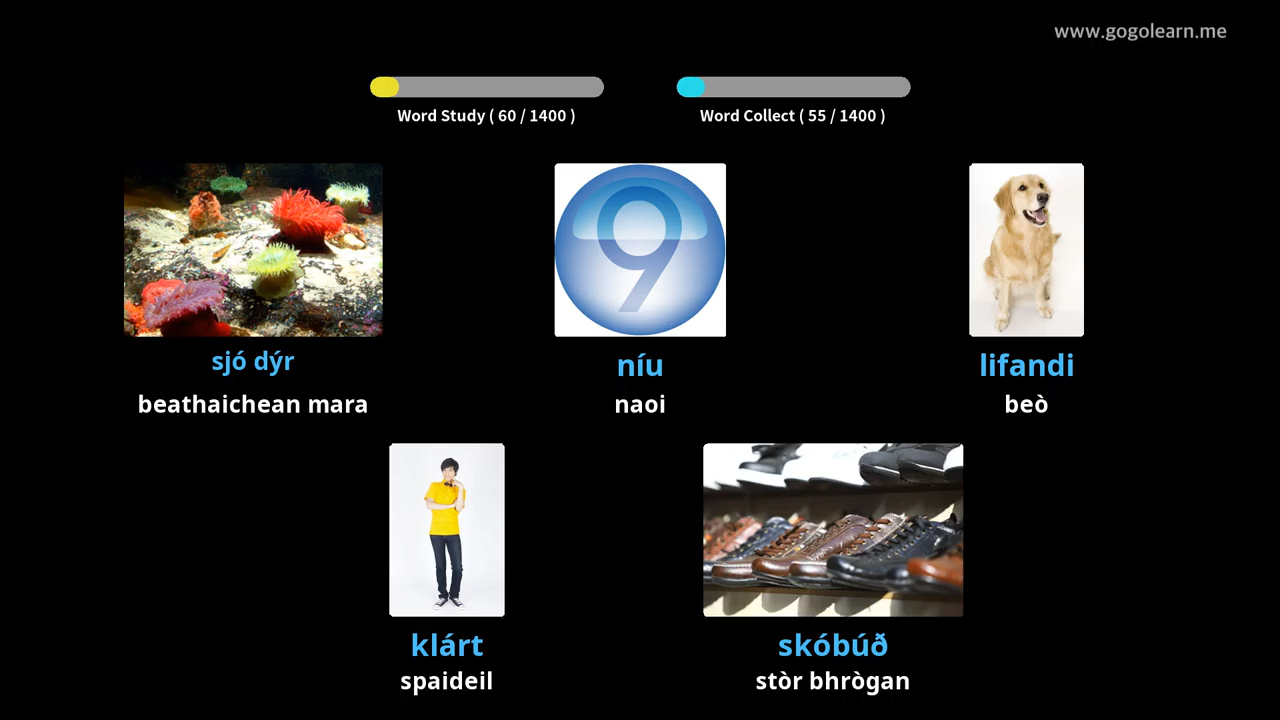 www.gogolearn.me
Word Study ( 60 / 1400 )
Word Collect ( 55 / 1400 )
9
sjó dýr
beathaichean mara
níu
naoi
lifandi
beò
klárt
spaideil
skóbúð
stòr bhrògan